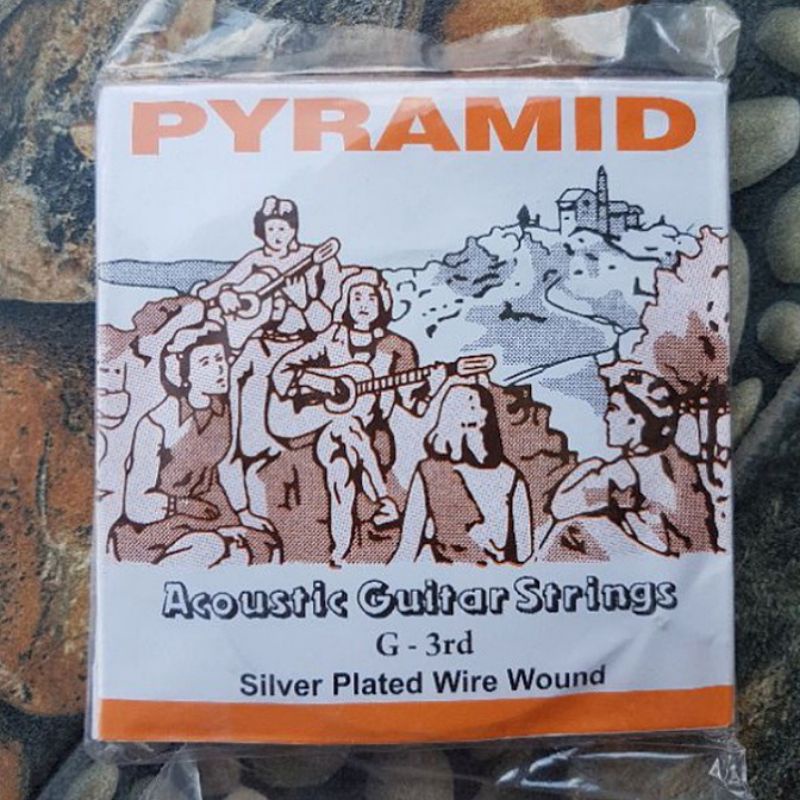 PYRAMID
Acoustic Guitar Strings
G - 3rd
Silver Plated Wire Wound